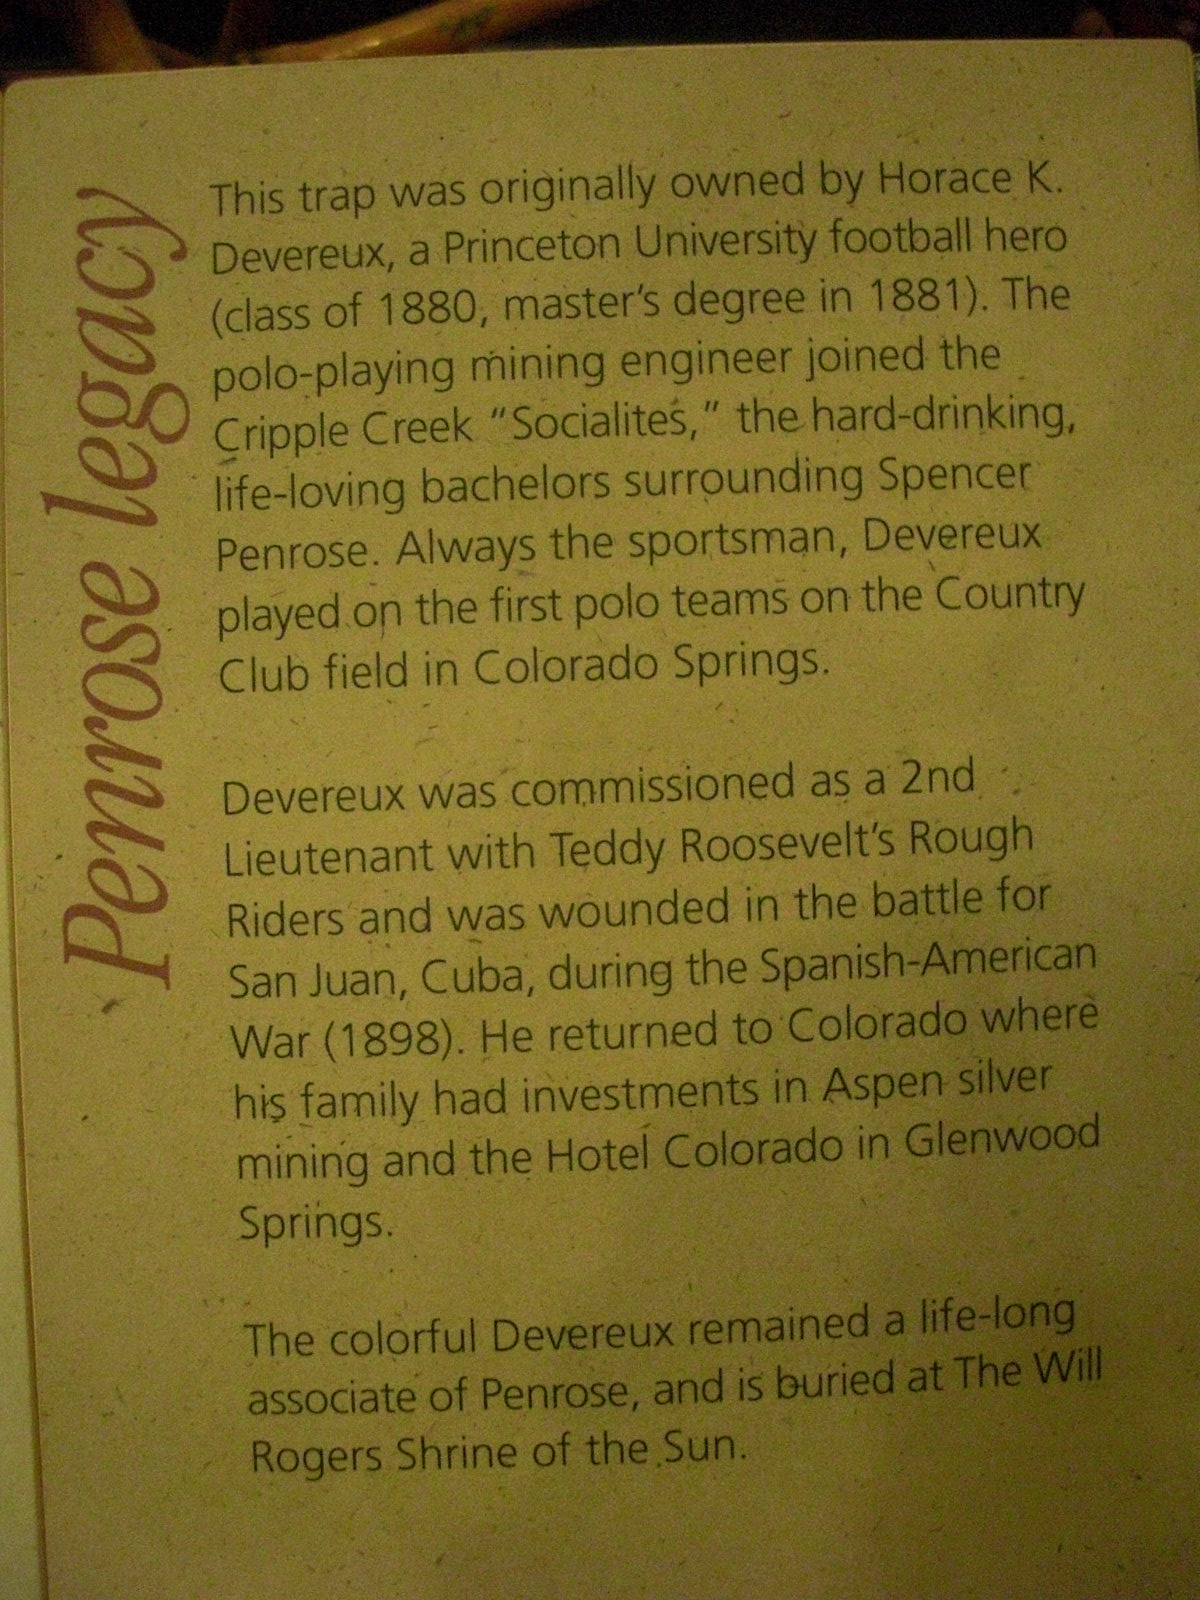 Penrose legacy
This trap was originally owned by Horace K.
Devereux, a Princeton University football hero
(class of 1880, master's degree in 1881). The
polo-playing mining engineer joined the
Cripple Creek "Socialites," the hard-drinking,
life-loving bachelors surrounding Spencer
Penrose. Always the sportsman, Devereux
played on the first polo teams on the Country
Club field in Colorado Springs.
Devereux was commissioned as a 2nd
Lieutenant with Teddy Roosevelt's Rough
Riders and was wounded in the battle for
San Juan, Cuba, during the Spanish-American
War (1898). He returned to Colorado where
his family had investments in Aspen silver
mining and the Hotel Colorado in Glenwood
Springs.
The colorful Devereux remained a life-long
associate of Penrose, and is buried at The Will
Rogers Shrine of the Sun.